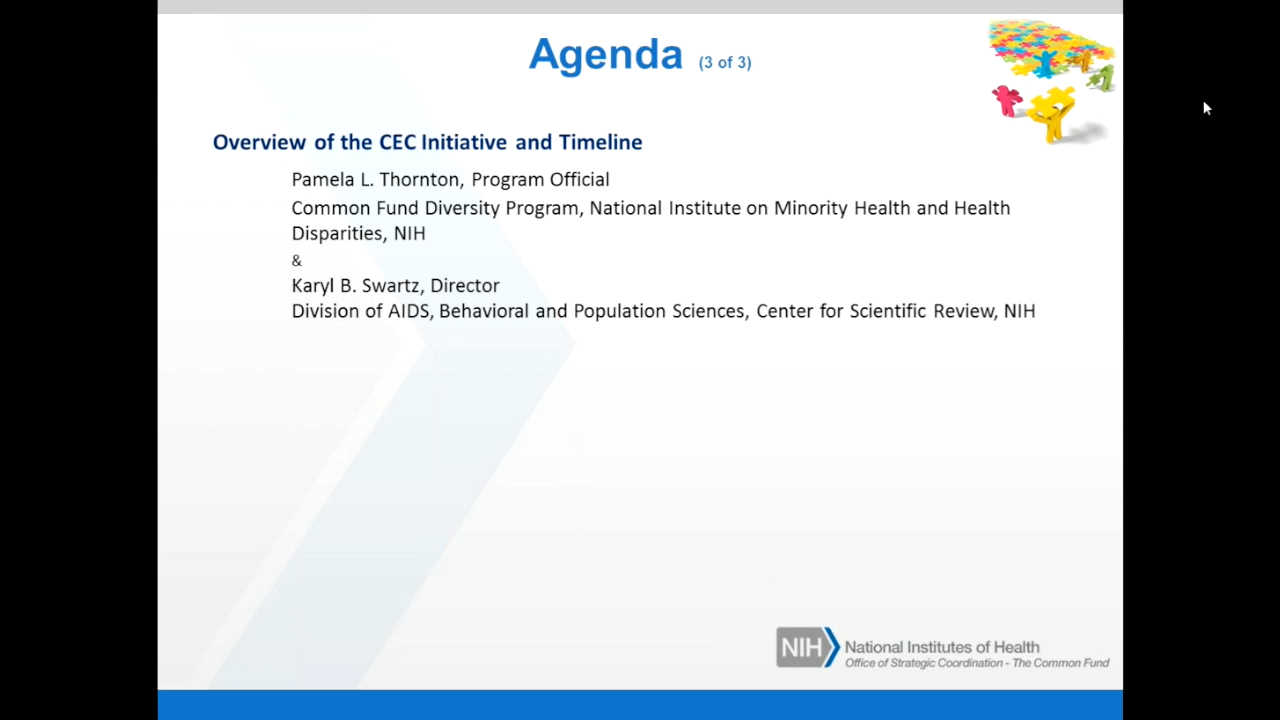 Agenda (3 of 3)
Overview of the CEC Initiative and Timeline
Pamela L. Thornton, Program Official
Common Fund Diversity Program, National Institute on Minority Health and Health
Disparities, NIH
&
Karyl B. Swartz, Director
Division of AIDS, Behavioral and Population Sciences, Center for Scientific Review, NIH
NIH National Institutes of Health
Office of Strategic Coordination - The Common Fund